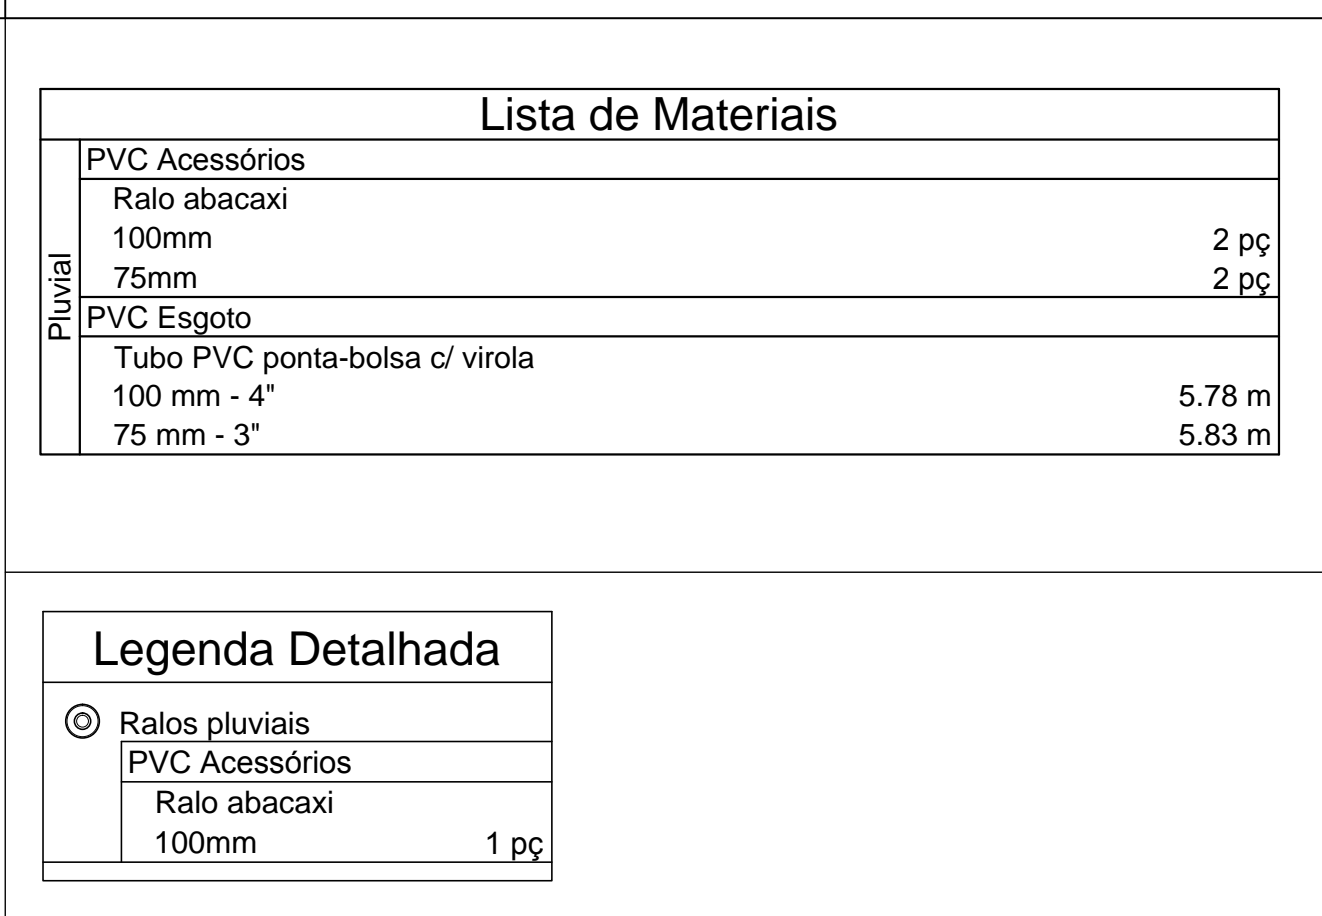 Lista de Materiais
Pluvial
PVC Acessórios
Ralo abacaxi
100mm 2 pç
75mm 2 pç
PVC Esgoto
Tubo PVC ponta-bolsa c/ virola
100 mm - 4" 5.78 m
75 mm - 3" 5.83 m
Legenda Detalhada
Ralos pluviais
PVC Acessórios
Ralo abacaxi
100mm 1 pç